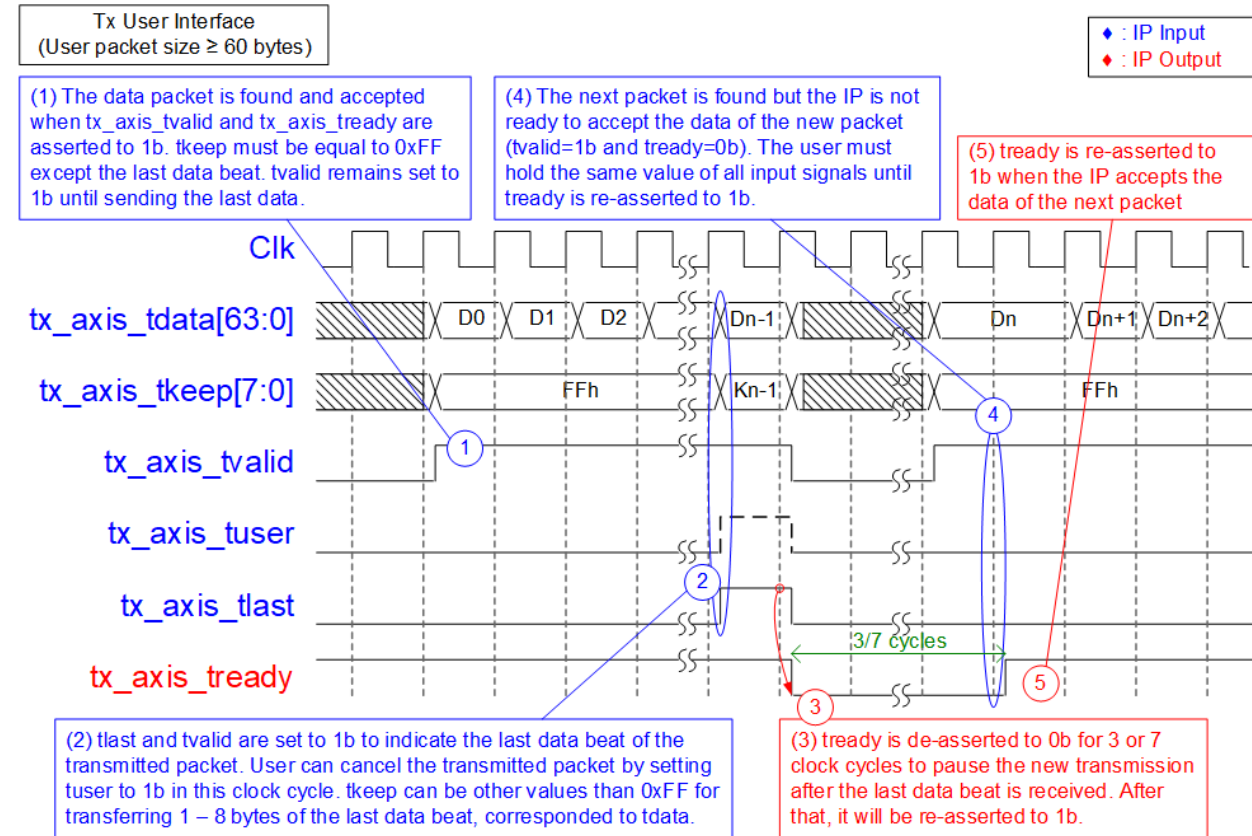 Tx User Interface
(User packet size ≥ 60 bytes)
♦ : IP Input
♦ : IP Output
(1) The data packet is found and accepted
when tx_axis_tvalid and tx_axis_tready are
asserted to 1b. tkeep must be equal to 0xFF
except the last data beat. tvalid remains set to
1b until sending the last data.
(4) The next packet is found but the IP is not
ready to accept the data of the new packet
(tvalid=1b and tready=0b). The user must
hold the same value of all input signals until
tready is re-asserted to 1b.
(5) tready is re-asserted to
1b when the IP accepts the
data of the next packet
Clk
tx_axis_tdata[63:0]
D0 D1 D2 Dn-1 Dn Dn+1 Dn+2
tx_axis_tkeep[7:0]
FFh Kn-1 FFh
4
tx_axis_tvalid
1
tx_axis_tuser
2
tx_axis_tlast
3/7 cycles
tx_axis_tready
5
3
(2) tlast and tvalid are set to 1b to indicate the last data beat of the
transmitted packet. User can cancel the transmitted packet by setting
tuser to 1b in this clock cycle. tkeep can be other values than 0xFF for
transferring 1 – 8 bytes of the last data beat, corresponded to tdata.
(3) tready is de-asserted to 0b for 3 or 7
clock cycles to pause the new transmission
after the last data beat is received. After
that, it will be re-asserted to 1b.